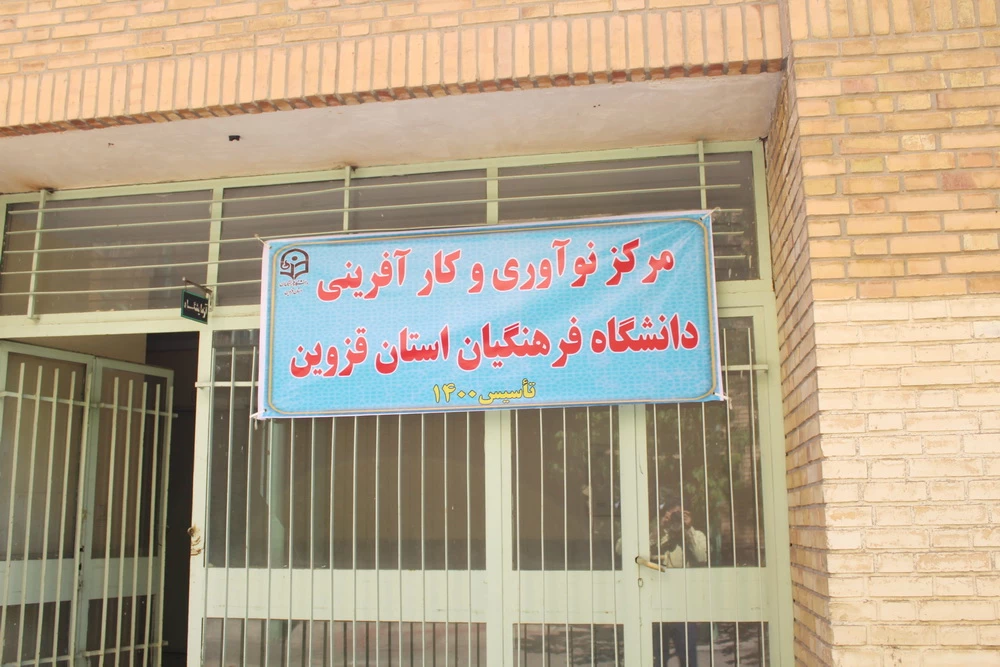 مرکز نوآوری و کار آفرینی
دانشگاه فرهنگیان استان قزوین
تأسیس ۱۴۰۰